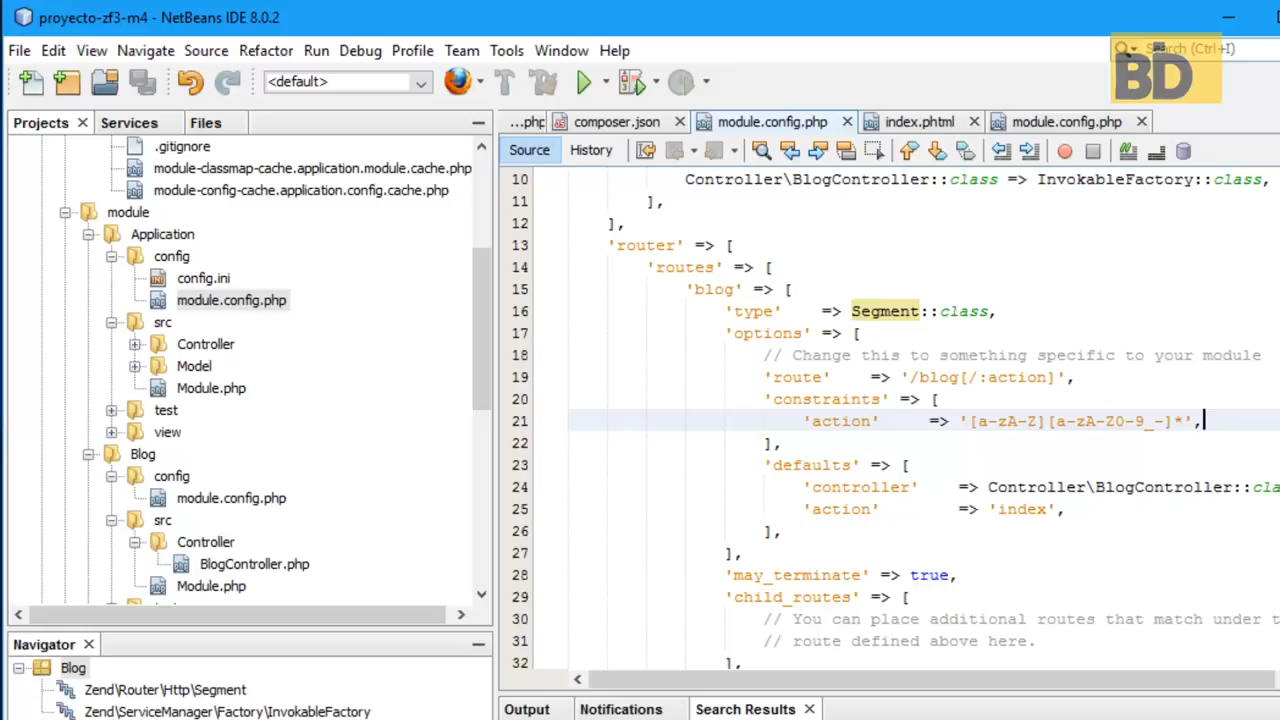 proyecto-zf3-m4 - NetBeans IDE 8.0.2
File Edit View Navigate Source Refactor Run Debug Profile Team Tools Window Help
Search (Ctrl+I)
BD
<default>
Projects Services Files
...php composer.json module.config.php index.phtml module.config.php
Source History
.gitignore
module-classmap-cache.application.module.cache.php
module-config-cache.application.config.cache.php
module
Application
config
config.ini
module.config.php
src
Controller
Model
Module.php
test
view
Blog
config
module.config.php
src
Controller
BlogController.php
Module.php
10 Controller\BlogController::class => InvokableFactory::class,
11 ],
12 ],
13 'router' => [
14 'routes' => [
15 'blog' => [
16 'type' => Segment::class,
17 'options' => [
18 // Change this to something specific to your module
19 'route' => '/blog[/:action]',
20 'constraints' => [
21 'action' => '[a-zA-Z][a-zA-Z0-9_-]*',
22 ],
23 'defaults' => [
24 'controller' => Controller\BlogController::cla
25 'action' => 'index',
26 ],
27 ],
28 'may_terminate' => true,
29 'child_routes' => [
30 // You can place additional routes that match under t
31 // route defined above here.
32 ],
Navigator
Blog
Zend\Router\Http\Segment
Zend\ServiceManager\Factory\InvokableFactory
Output Notifications Search Results